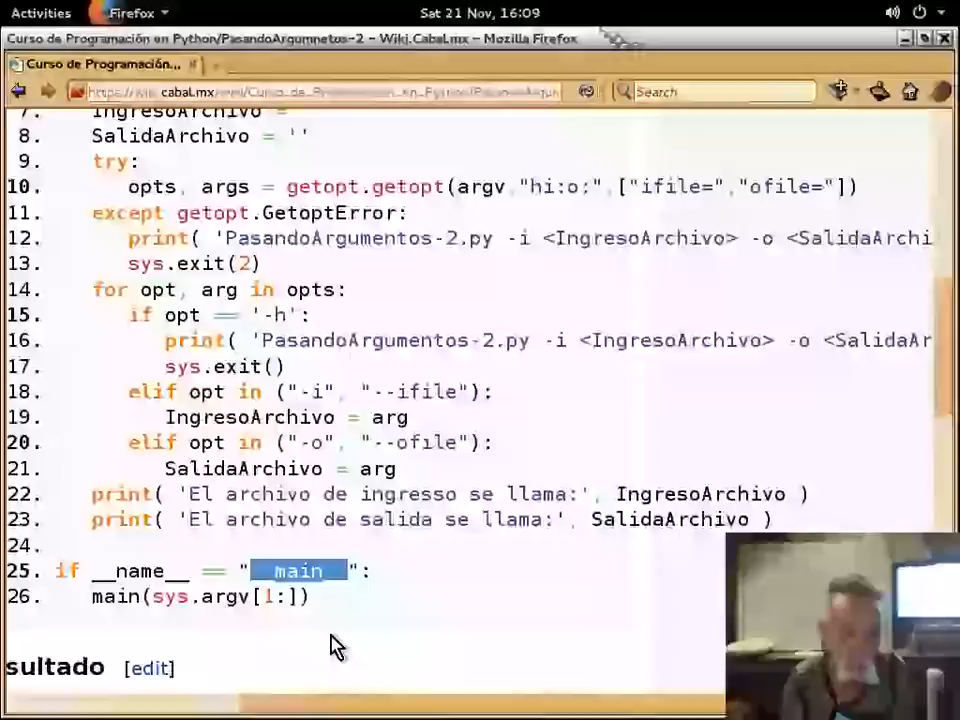 Activities Firefox Sat 21 Nov, 16:09
Curso de Programación en Python/PasandoArgumnetos-2 – Wiki.Cabal.mx – Mozilla Firefox
Curso de Programación...
cabal.mx Search
7. IngresoArchivo =
8. SalidaArchivo = ''
9. try:
10. opts, args = getopt.getopt(argv,"hi:o;",["ifile=","ofile="])
11. except getopt.GetoptError:
12. print( 'PasandoArgumentos-2.py -i <IngresoArchivo> -o <SalidaArchi
13. sys.exit(2)
14. for opt, arg in opts:
15. if opt == '-h':
16. print( 'PasandoArgumentos-2.py -i <IngresoArchivo> -o <SalidaAr
17. sys.exit()
18. elif opt in ("-i", "--ifile"):
19. IngresoArchivo = arg
20. elif opt in ("-o", "--ofile"):
21. SalidaArchivo = arg
22. print( 'El archivo de ingresso se llama:', IngresoArchivo )
23. print( 'El archivo de salida se llama:', SalidaArchivo )
24.
25. if __name__ == "__main__":
26. main(sys.argv[1:])
sultado [edit]